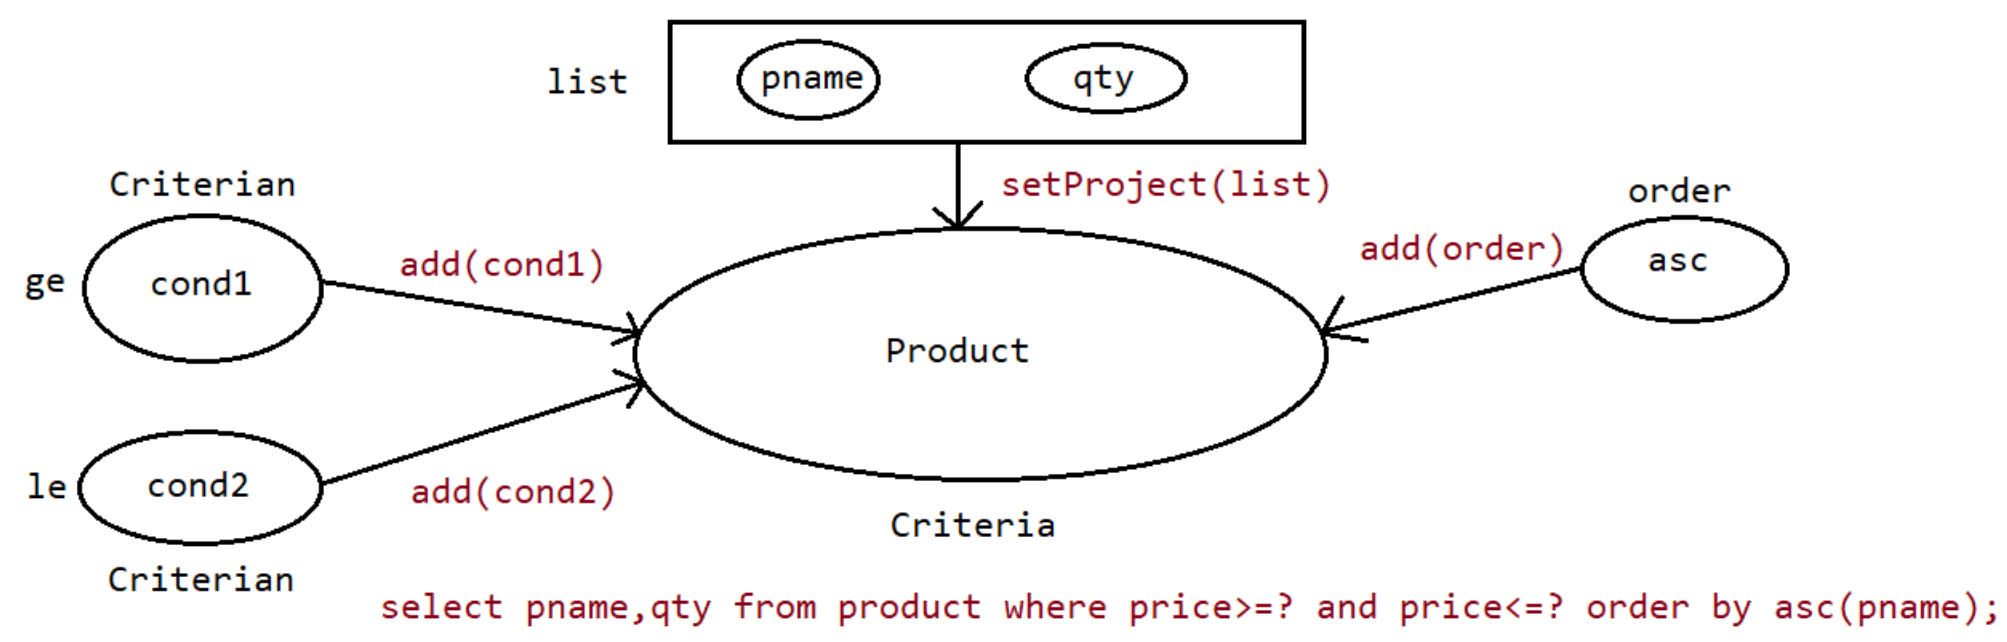 list
pname
qty
setProject(list)
Criterian
ge
cond1
add(cond1)
order
asc
add(order)
Product
le
cond2
add(cond2)
Criterian
Criteria
select pname,qty from product where price>=? and price<=? order by asc(pname);